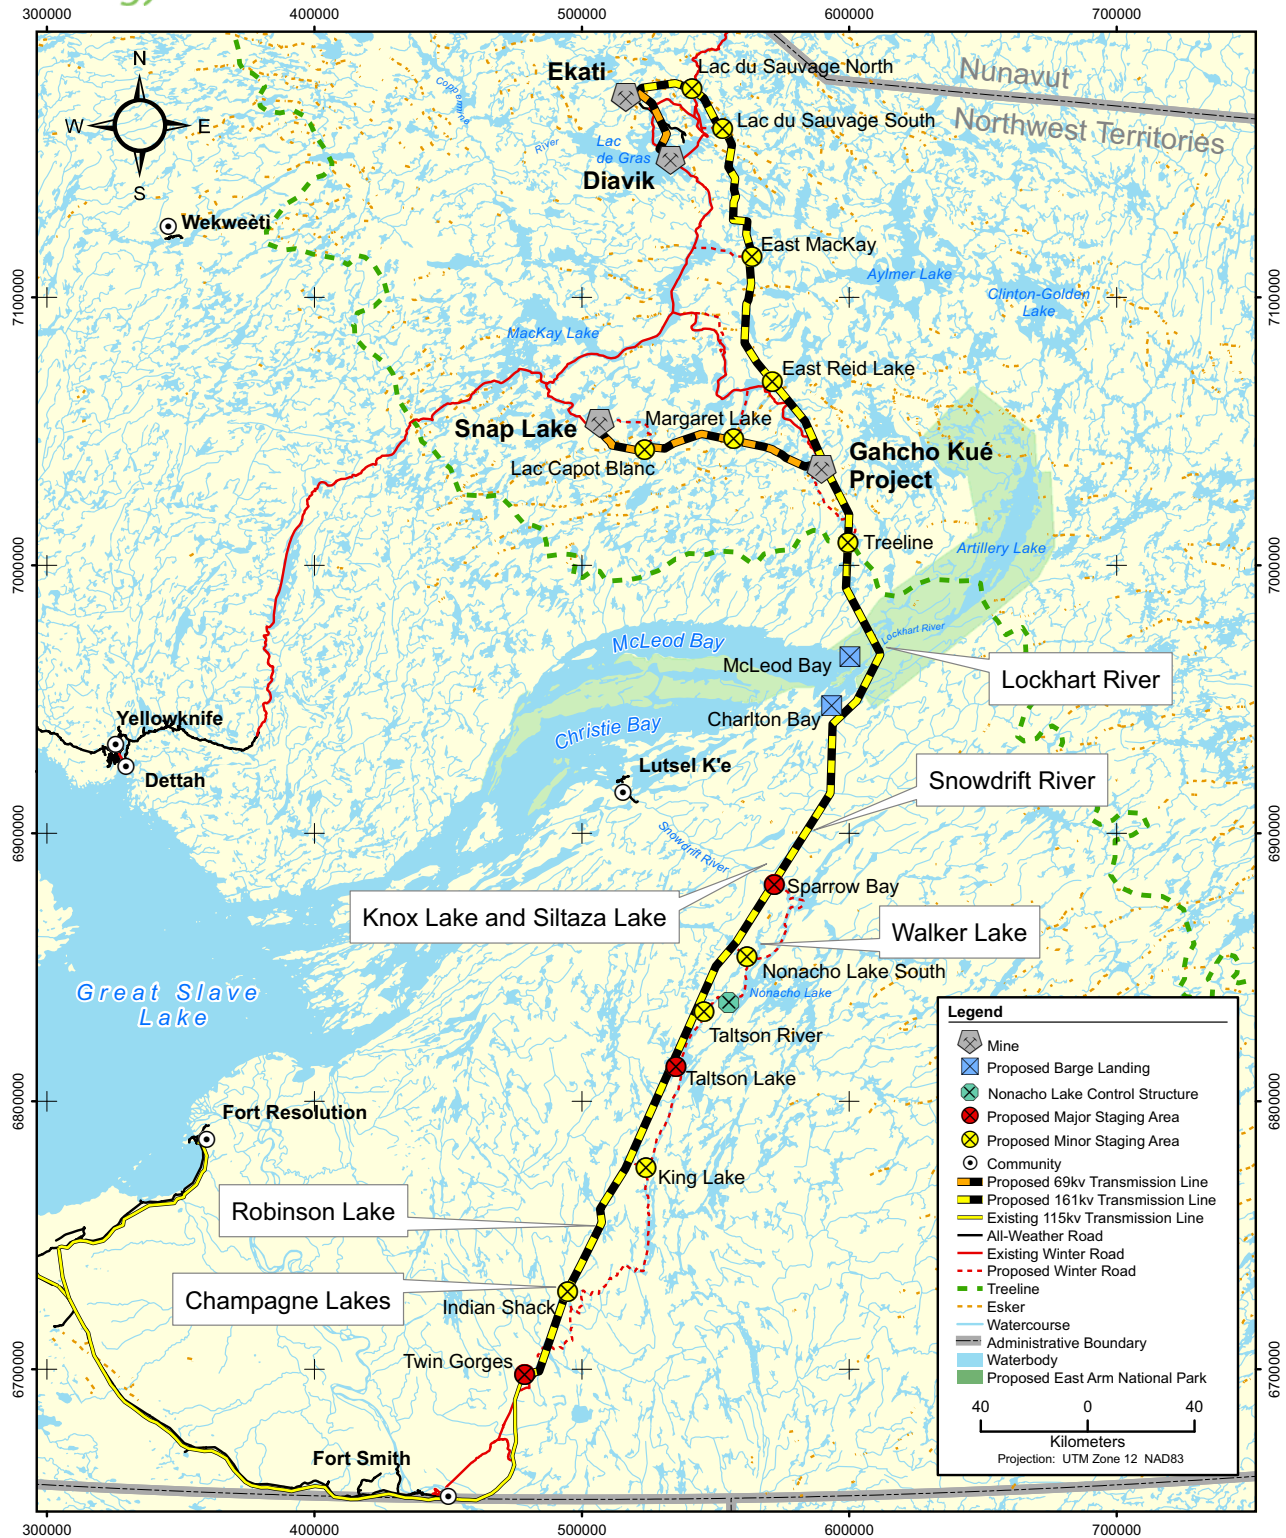 300000
400000
500000
600000
700000
N
W
E
S
Nunavut
Northwest Territories
Ekati
Lac du Sauvage North
Coppermine
River
Lac du Sauvage South
Lac
de Gras
Diavik
Wekweètì
East MacKay
Aylmer Lake
Clinton-Golden
Lake
7100000
7100000
MacKay Lake
East Reid Lake
Margaret Lake
Snap Lake
Lac Capot Blanc
Gahcho Kué
Project
Treeline
Artillery Lake
7000000
7000000
Lockhart River
McLeod Bay
McLeod Bay
Lockhart River
Charlton Bay
Christie Bay
Yellowknife
Dettah
Lutsel K'e
Snowdrift River
6900000
6900000
Snowdrift River
Sparrow Bay
Knox Lake and Siltaza Lake
Walker Lake
Nonacho Lake South
Nonacho Lake
Great Slave
Lake
Taltson River
Taltson Lake
6800000
6800000
Fort Resolution
King Lake
Robinson Lake
Champagne Lakes
Indian Shack
Twin Gorges
6700000
6700000
Fort Smith
Legend
Mine
Proposed Barge Landing
Nonacho Lake Control Structure
Proposed Major Staging Area
Proposed Minor Staging Area
Community
Proposed 69kv Transmission Line
Proposed 161kv Transmission Line
Existing 115kv Transmission Line
All-Weather Road
Existing Winter Road
Proposed Winter Road
Treeline
Esker
Watercourse
Administrative Boundary
Waterbody
Proposed East Arm National Park
40
0
40
Kilometers
Projection: UTM Zone 12 NAD83
300000
400000
500000
600000
700000